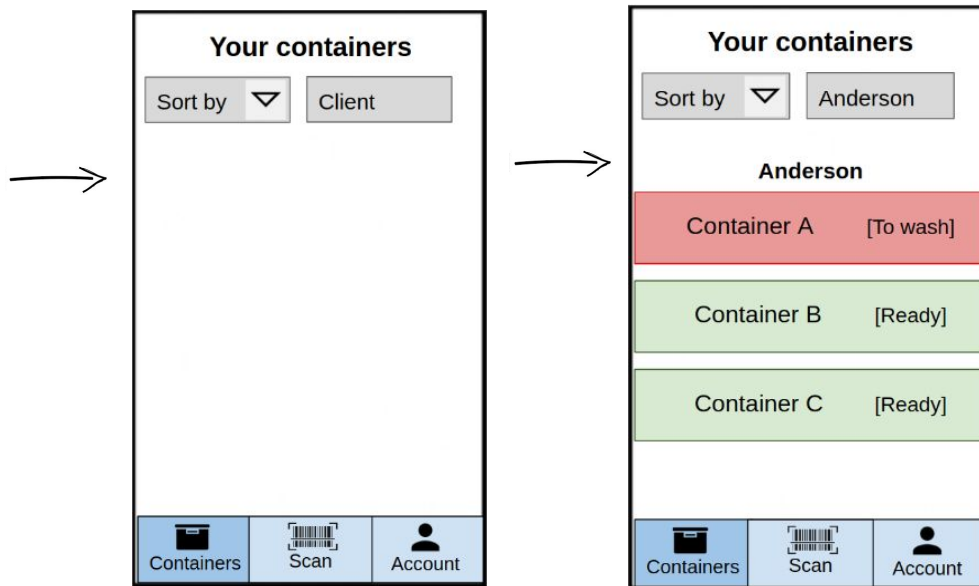 Your containers
Sort by Client
Containers Scan Account
Your containers
Sort by Anderson
Anderson
Container A [To wash]
Container B [Ready]
Container C [Ready]
Containers Scan Account